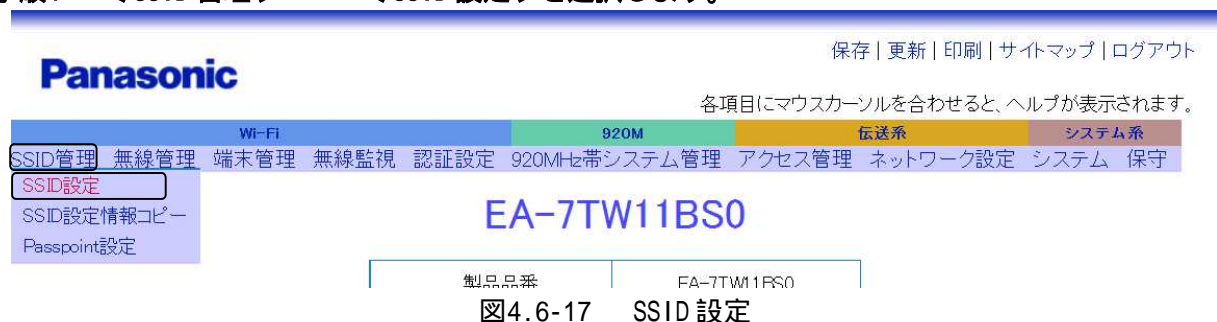 保存 | 更新 | 印刷 | サイトマップ | ログアウト
Panasonic
各項目にマウスカーソルを合わせると、ヘルプが表示されます。
Wi-Fi 920M 伝送系 システム系
SSID管理 無線管理 端末管理 無線監視 認証設定 920MHz帯システム管理 アクセス管理 ネットワーク設定 システム 保守
SSID設定
SSID設定情報コピー
Passpoint設定
EA-7TW11BS0
製品品番 EA-7TW11BS0
図4.6-17 SSID設定